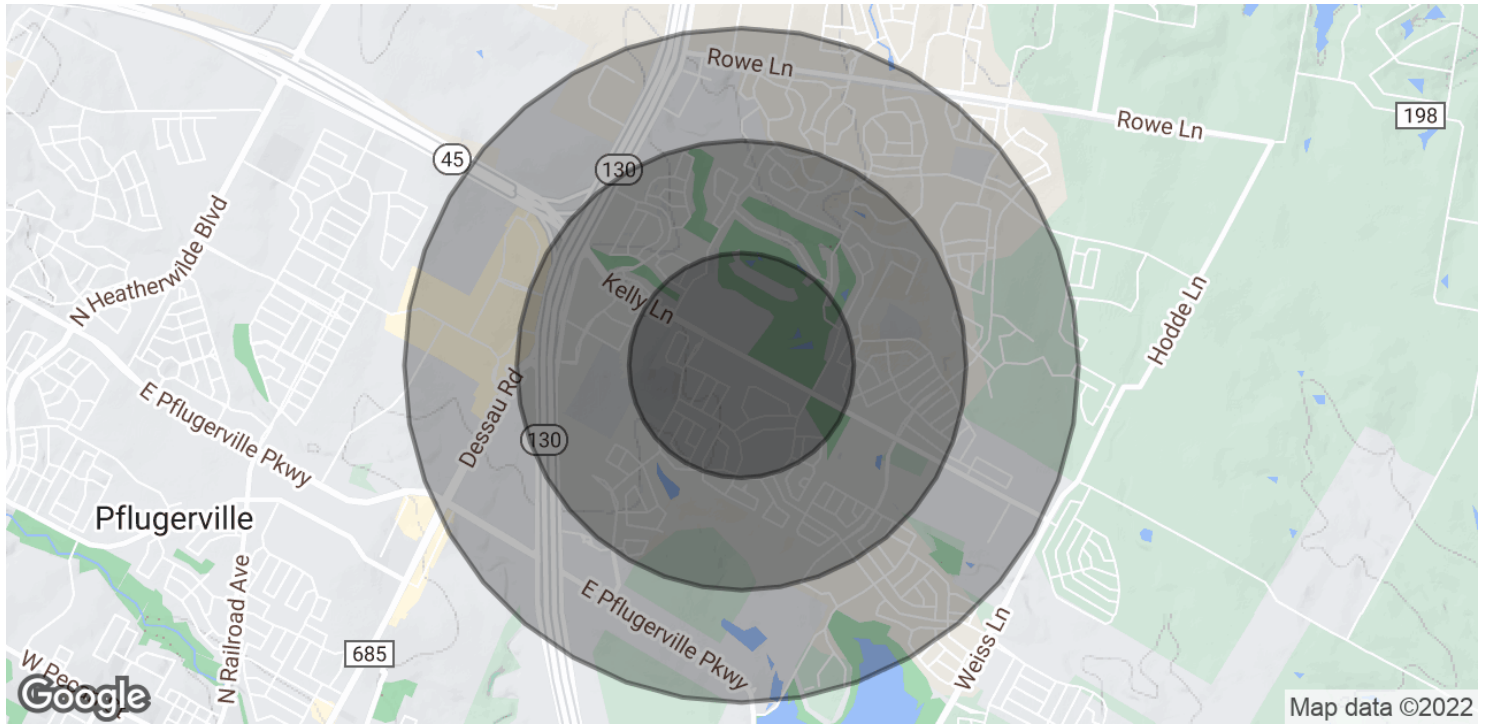 Rowe Ln
Rowe Ln
198
45
130
N Heatherwilde Blvd
Kelly Ln
Hodde Ln
Dessau Rd
E Pflugerville Pkwy
130
Pflugerville
N Railroad Ave
E Pflugerville Pkwy
Weiss Ln
685
Google
Map data ©2022